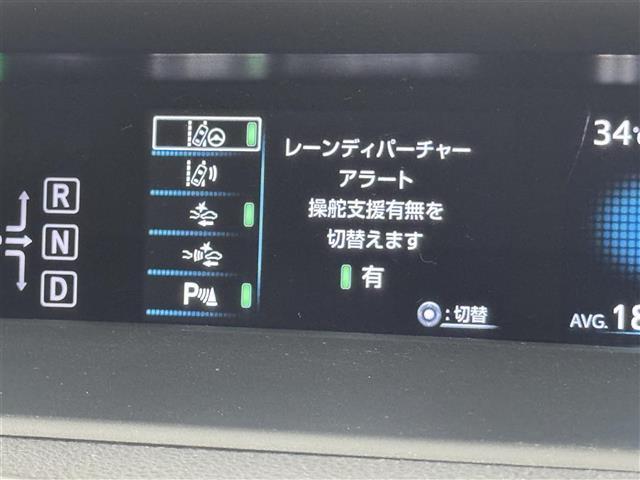 レーンディパーチャー
アラート
操舵支援有無を
切替えます
有
:切替
R
N
D
P
34°
AVG. 18